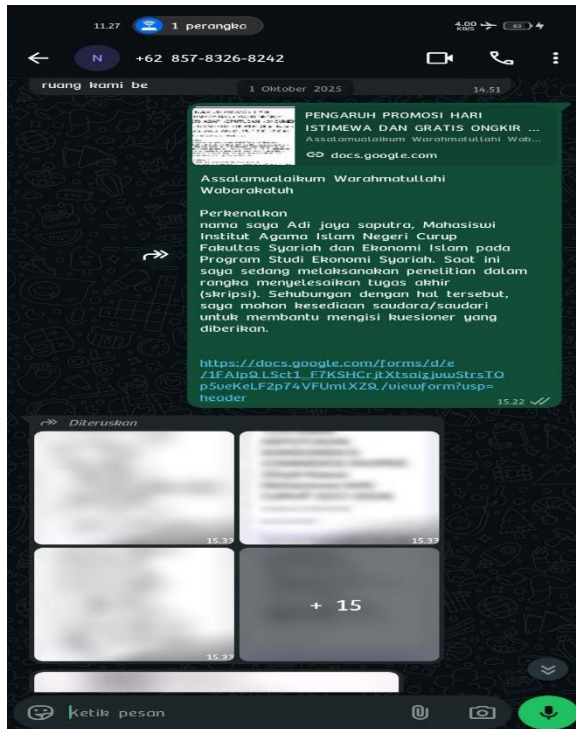 11.27 1 perangka 4.00 KB/S 83
N +62 857-8326-8242
ruang kami be
1 Oktober 2025
14.51
PENGARUH PROMOSI HARI
ISTIMEWA DAN GRATIS ONGKIR ...
Assalamualaikum Warahmatullahi Wab...
docs.google.com
Assalamualaikum Warahmatullahi
Wabarakatuh
Perkenalkan
nama saya Adi jaya saputra, Mahasiswi
Institut Agama Islam Negeri Curup
Fakultas Syariah dan Ekonomi Islam pada
Program Studi Ekonomi Syariah. Saat ini
saya sedang melaksanakan penelitian dalam
rangka menyelesaikan tugas akhir
(skripsi). Sehubungan dengan hal tersebut,
saya mohon kesediaan saudara/saudari
untuk membantu mengisi kuesioner yang
diberikan.
https://docs.google.com/forms/d/e
/1FAIpQLSct1_F7KSHCrjtXtsaizjvwStrsTO
pSveKeLF2p74VFUmlXZQ/viewform?usp=
header
15.22
Diteruskan
15.33
15.33
15.33
+ 15
Ketik pesan